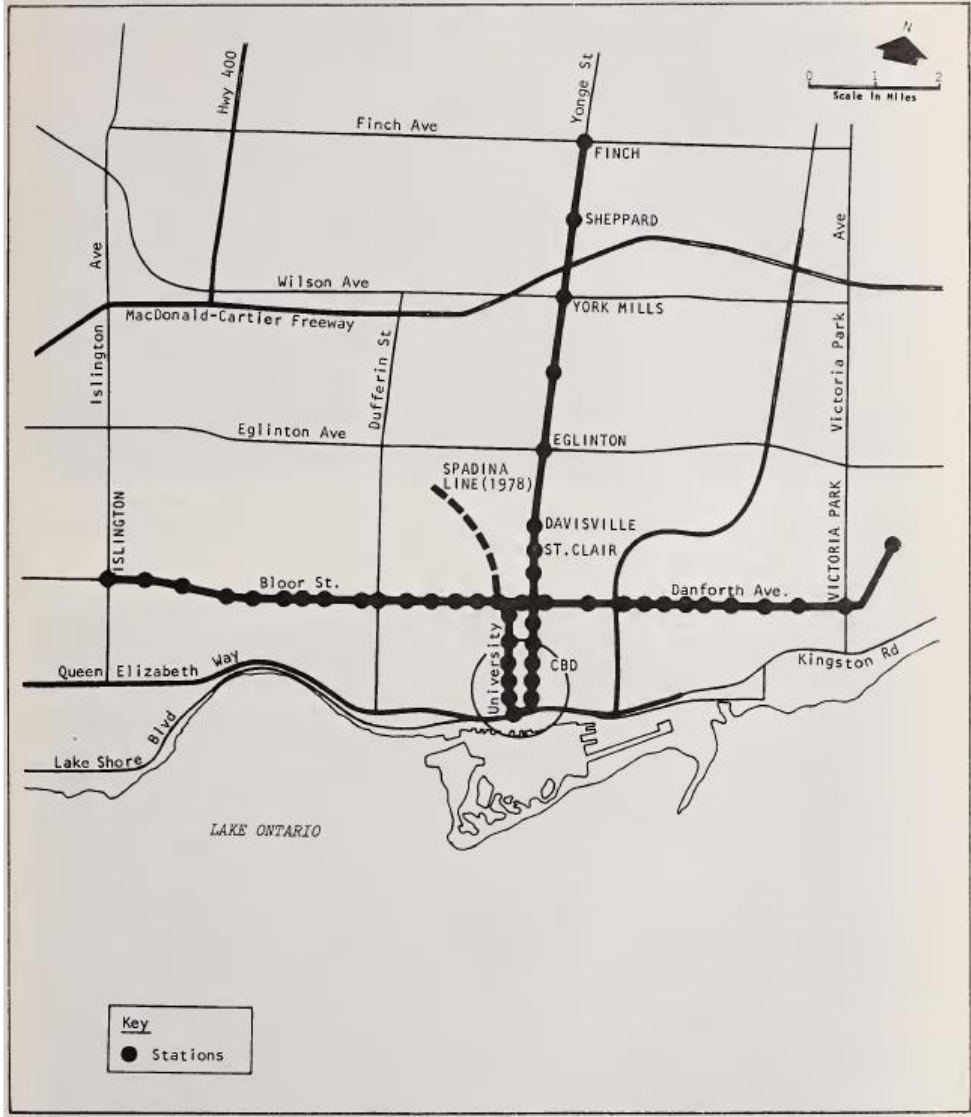 N
0 1 2
Scale In Miles
Hwy 400
Yonge St
Finch Ave
FINCH
SHEPPARD
Islington Ave
Ave
Wilson Ave
YORK MILLS
MacDonald-Cartier Freeway
Dufferin St
Victoria Park
Eglinton Ave
EGLINTON
SPADINA
LINE(1978)
DAVISVILLE
ST.CLAIR
ISLINGTON
VICTORIA PARK
Bloor St.
Danforth Ave.
University
CBD
Queen Elizabeth Way
Kingston Rd
Lake Shore Blvd
LAKE ONTARIO
Key
Stations